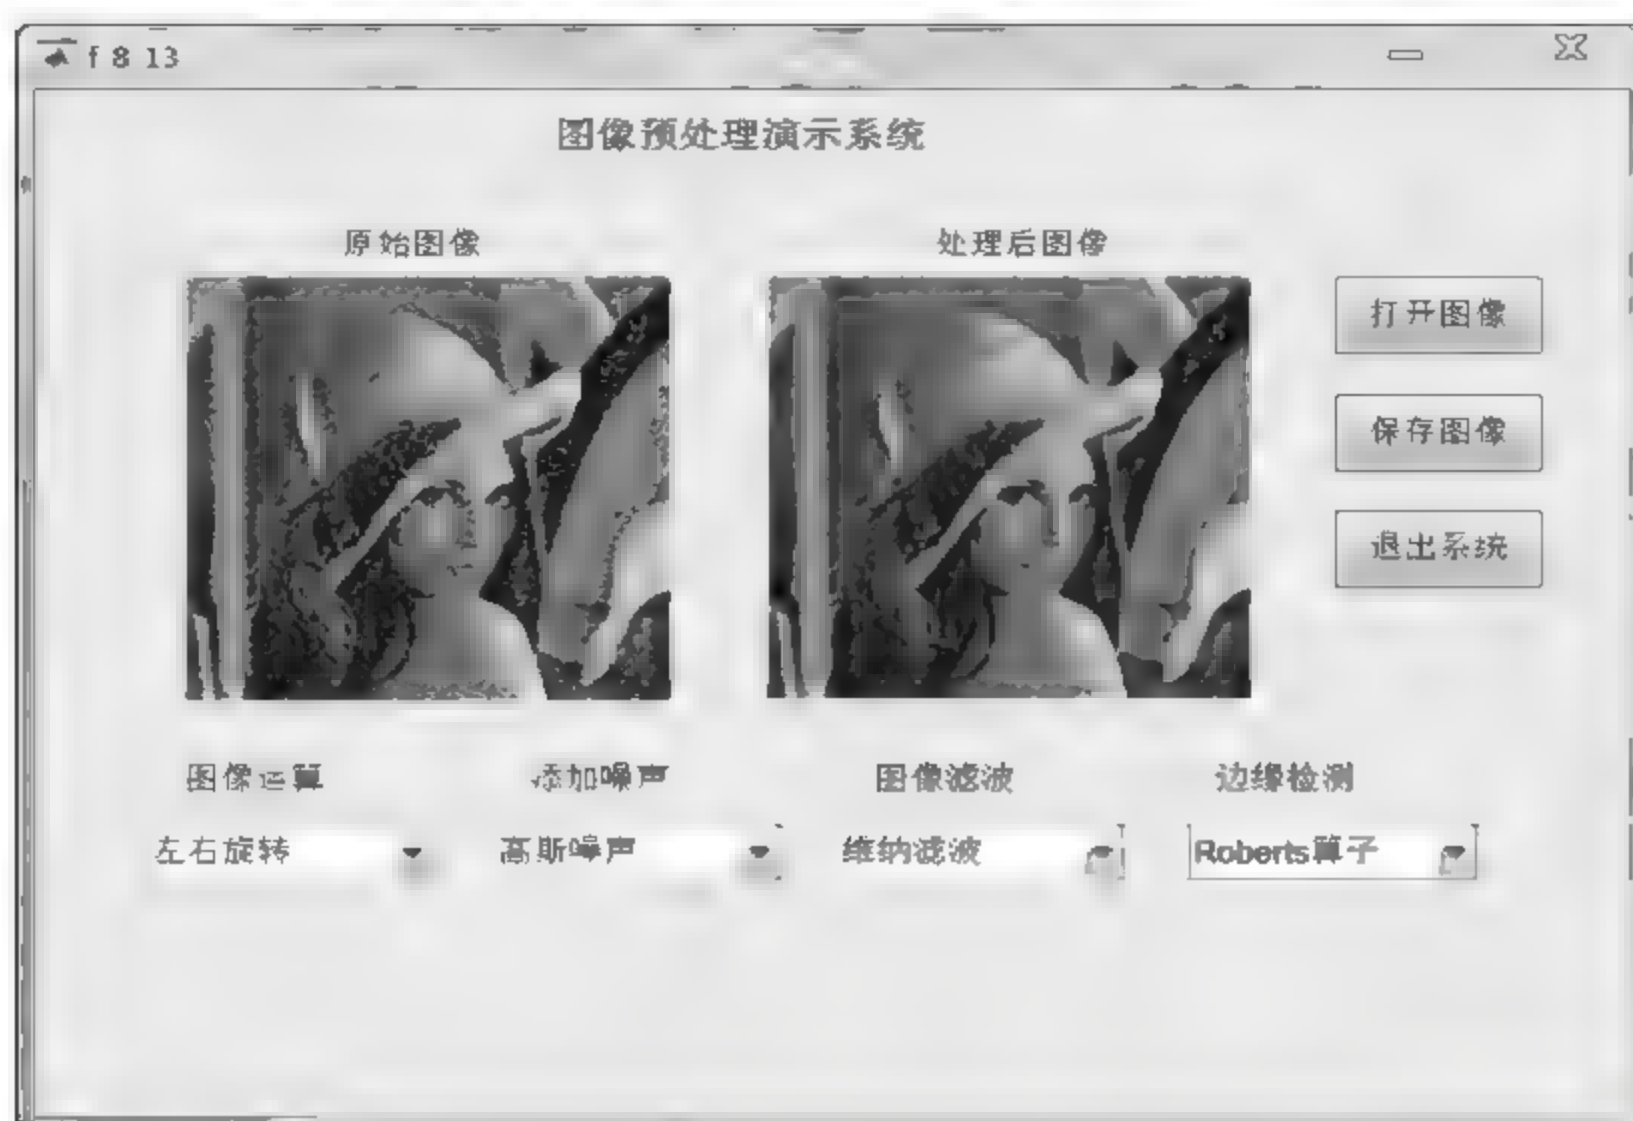 f 8 13
图像预处理演示系统
原始图像 处理后图像
打开图像
保存图像
退出系统
图像运算 添加噪声 图像滤波 边缘检测
左右旋转 高斯噪声 维纳滤波 Roberts算子